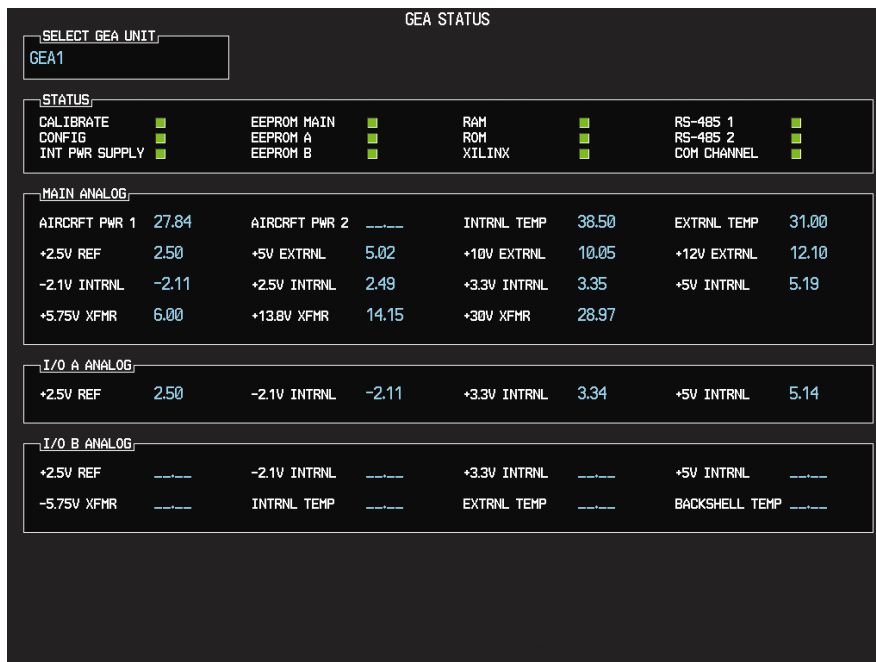 GEA STATUS
SELECT GEA UNIT
GEA1
STATUS
CALIBRATE EEPROM MAIN RAM RS-485 1
CONFIG EEPROM A ROM RS-485 2
INT PWR SUPPLY EEPROM B XILINX COM CHANNEL
MAIN ANALOG
AIRCRFT PWR 1 27.84 AIRCRFT PWR 2 __.__ INTRNL TEMP 38.50 EXTRNL TEMP 31.00
+2.5V REF 2.50 +5V EXTRNL 5.02 +10V EXTRNL 10.05 +12V EXTRNL 12.10
-2.1V INTRNL -2.11 +2.5V INTRNL 2.49 +3.3V INTRNL 3.35 +5V INTRNL 5.19
+5.75V XFMR 6.00 +13.8V XFMR 14.15 +30V XFMR 28.97
I/O A ANALOG
+2.5V REF 2.50 -2.1V INTRNL -2.11 +3.3V INTRNL 3.34 +5V INTRNL 5.14
I/O B ANALOG
+2.5V REF __.__ -2.1V INTRNL __.__ +3.3V INTRNL __.__ +5V INTRNL __.__
-5.75V XFMR __.__ INTRNL TEMP __.__ EXTRNL TEMP __.__ BACKSHELL TEMP __.__